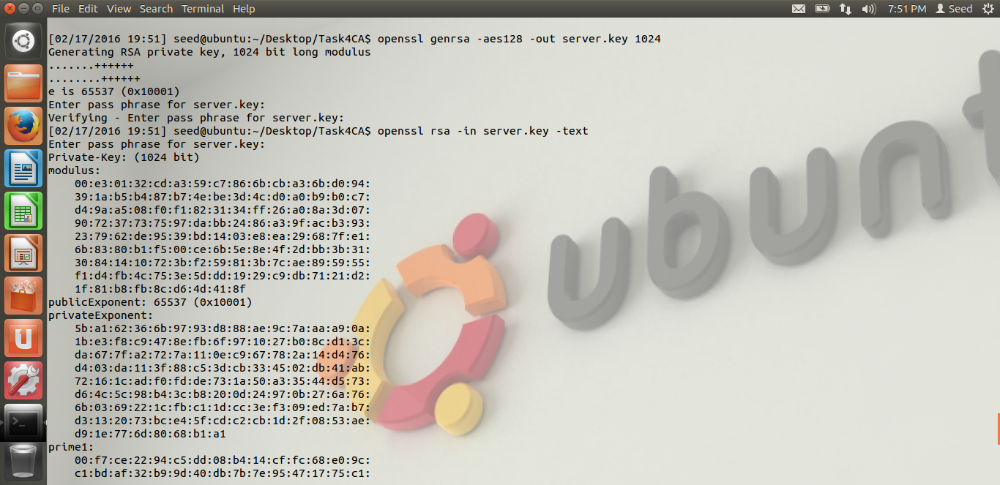 File Edit View Search Terminal Help 7:51 PM Seed
[02/17/2016 19:51] seed@ubuntu:~/Desktop/Task4CA$ openssl genrsa -aes128 -out server.key 1024
Generating RSA private key, 1024 bit long modulus
.......++++++
........++++++
e is 65537 (0x10001)
Enter pass phrase for server.key:
Verifying - Enter pass phrase for server.key:
[02/17/2016 19:51] seed@ubuntu:~/Desktop/Task4CA$ openssl rsa -in server.key -text
Enter pass phrase for server.key:
Private-Key: (1024 bit)
modulus:
00:e3:01:32:cd:a3:59:c7:86:6b:cb:a3:6b:d0:94:
39:1a:b5:b4:87:b7:4e:be:3d:4c:d0:a0:b9:b0:c7:
d4:9a:a5:08:f0:f1:82:31:34:ff:26:a0:8a:3d:07:
90:72:37:73:75:97:da:bb:24:86:a3:9f:ac:b3:93:
23:79:62:de:95:39:bd:14:03:e8:ea:29:68:7f:e1:
6b:83:80:b1:f5:00:ce:6b:5e:8e:4f:2d:bb:3b:31:
30:84:14:10:72:3b:f2:59:81:3b:7c:ae:89:59:55:
f1:d4:fb:4c:75:3e:5d:dd:19:29:c9:db:71:21:d2:
1f:81:b8:fb:8c:d6:4d:41:8f
publicExponent: 65537 (0x10001)
privateExponent:
5b:a1:62:36:6b:97:93:d8:88:ae:9c:7a:aa:a9:0a:
1b:e3:f8:c9:47:8e:fb:6f:97:10:27:b0:8c:d1:3c:
da:67:7f:a2:72:7a:11:0e:c9:67:78:2a:14:d4:76:
d4:03:da:11:3f:88:c5:3d:cb:33:45:02:db:41:ab:
72:16:1c:ad:f0:fd:de:73:1a:50:a3:35:44:d5:73:
d6:4c:5c:98:b4:3c:b8:20:0d:24:97:0b:27:6a:76:
6b:03:69:22:1c:fb:c1:1d:cc:3e:f3:09:ed:7a:b7:
d3:13:20:73:bc:e4:5f:cd:c2:cb:1d:2f:08:53:ae:
d9:1e:77:6d:80:68:b1:a1
prime1:
00:f7:ce:22:94:c5:dd:08:b4:14:cf:fc:68:e0:9c:
c1:bd:af:32:b9:9d:40:db:7b:7e:95:47:17:75:c1:
ubunt